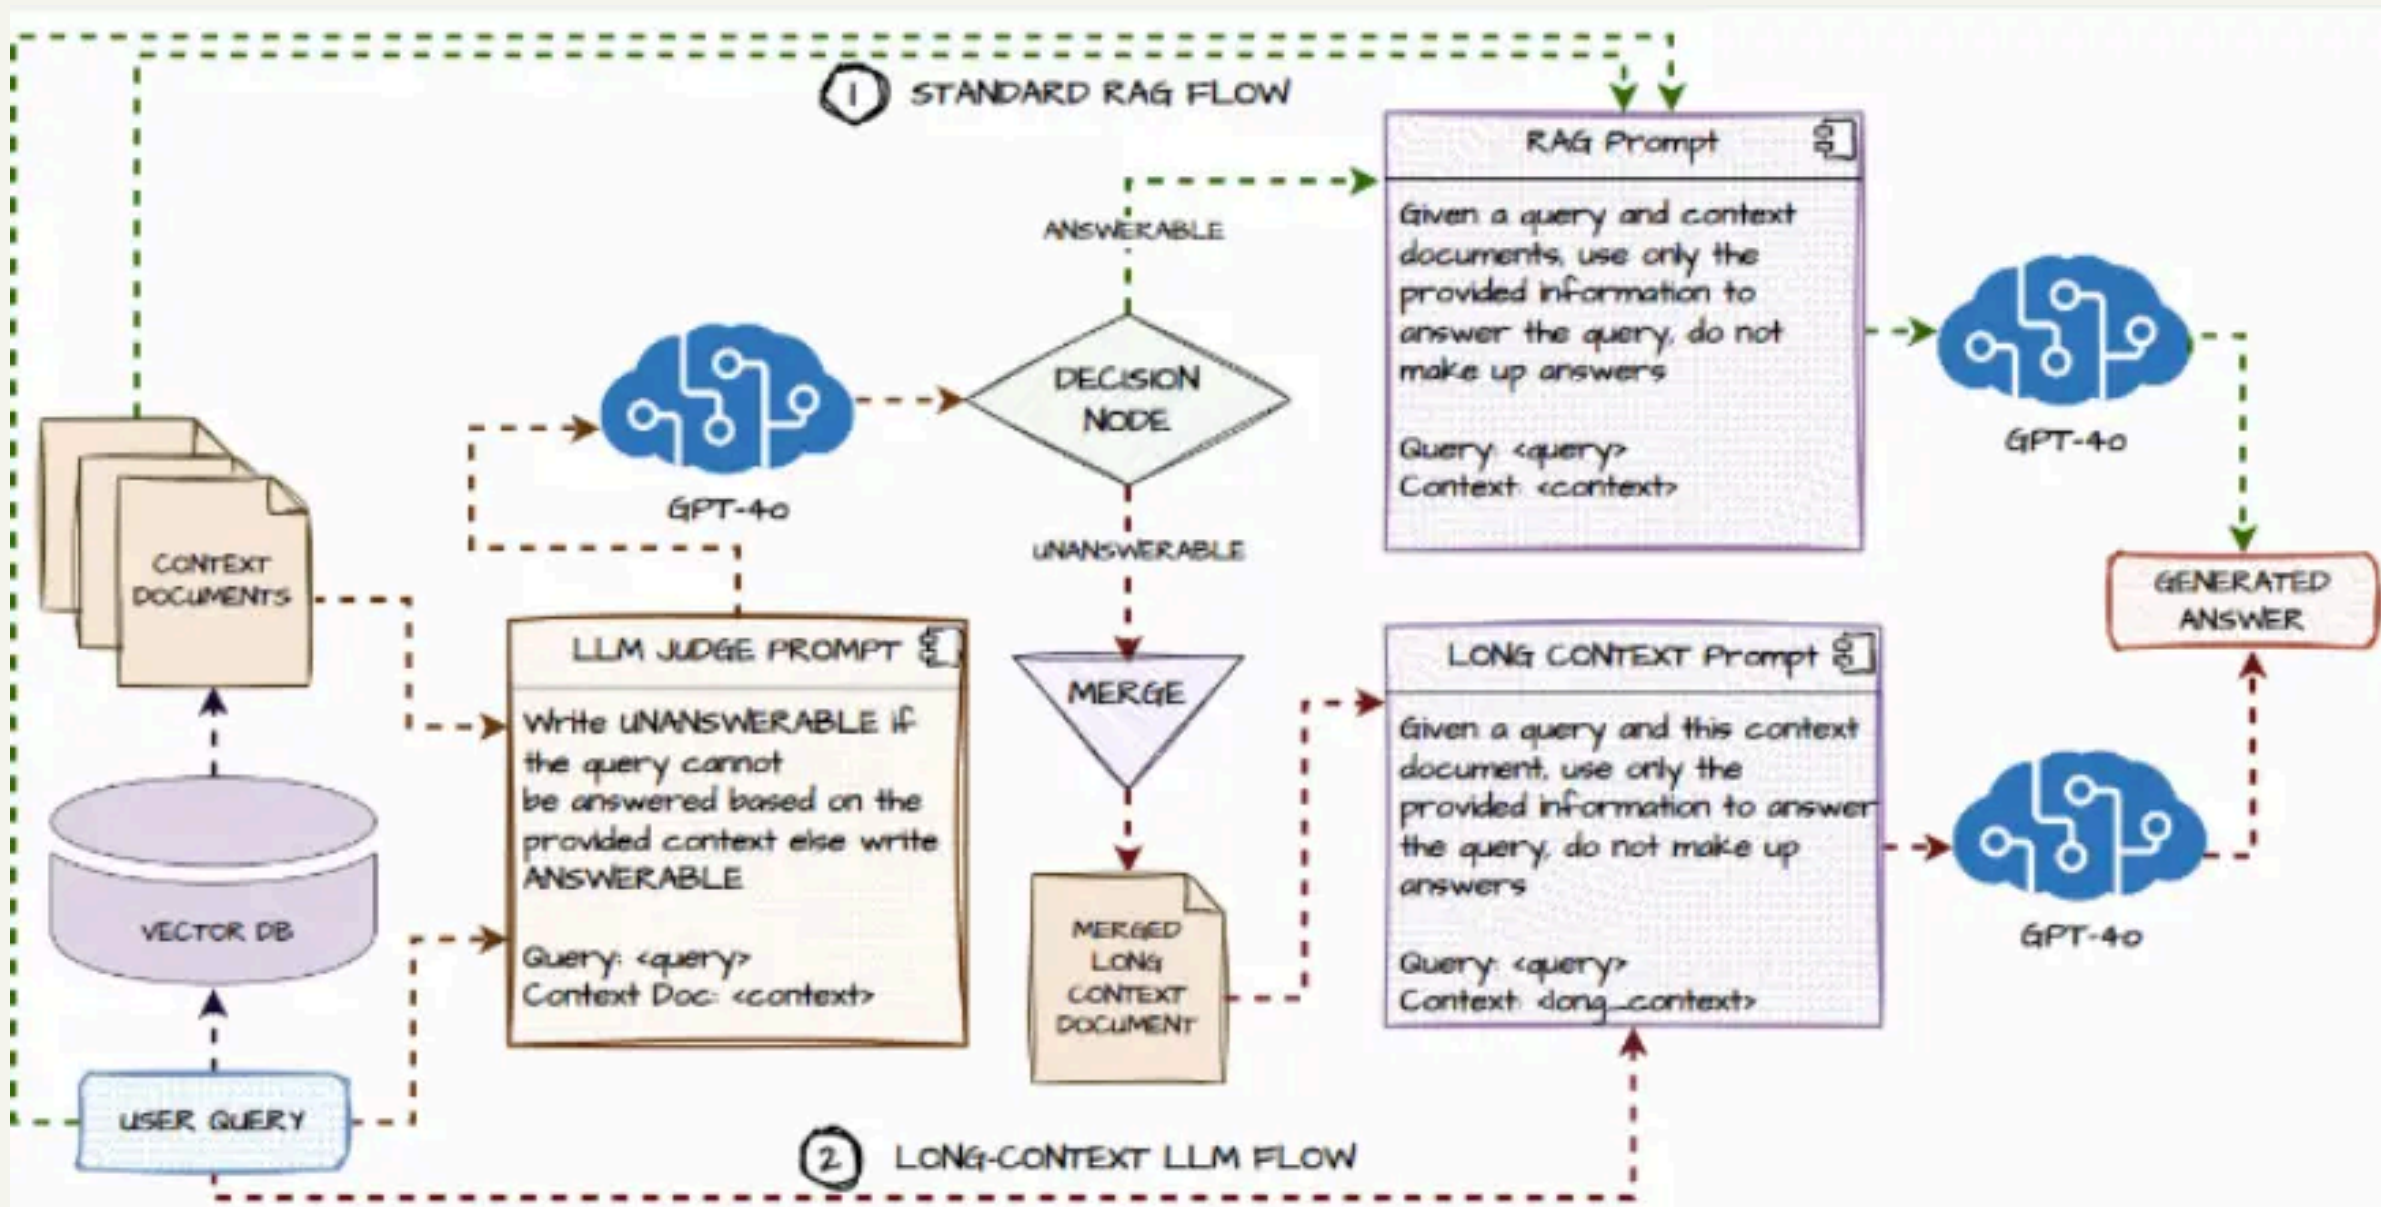 1
STANDARD RAG FLOW
RAG Prompt
Given a query and context
documents, use only the
provided information to
answer the query, do not
make up answers
Query: <query>
Context: <context>
ANSWERABLE
DECISION
NODE
GPT-4o
GPT-4o
UNANSWERABLE
CONTEXT
DOCUMENTS
GENERATED
ANSWER
LLM JUDGE PROMPT
Write UNANSWERABLE if
the query cannot
be answered based on the
provided context else write
ANSWERABLE
Query: <query>
Context Doc: <context>
MERGE
LONG CONTEXT Prompt
Given a query and this context
document, use only the
provided information to answer
the query, do not make up
answers
Query: <query>
Context: <long_context>
VECTOR DB
MERGED
LONG
CONTEXT
DOCUMENT
GPT-4o
USER QUERY
2
LONG-CONTEXT LLM FLOW